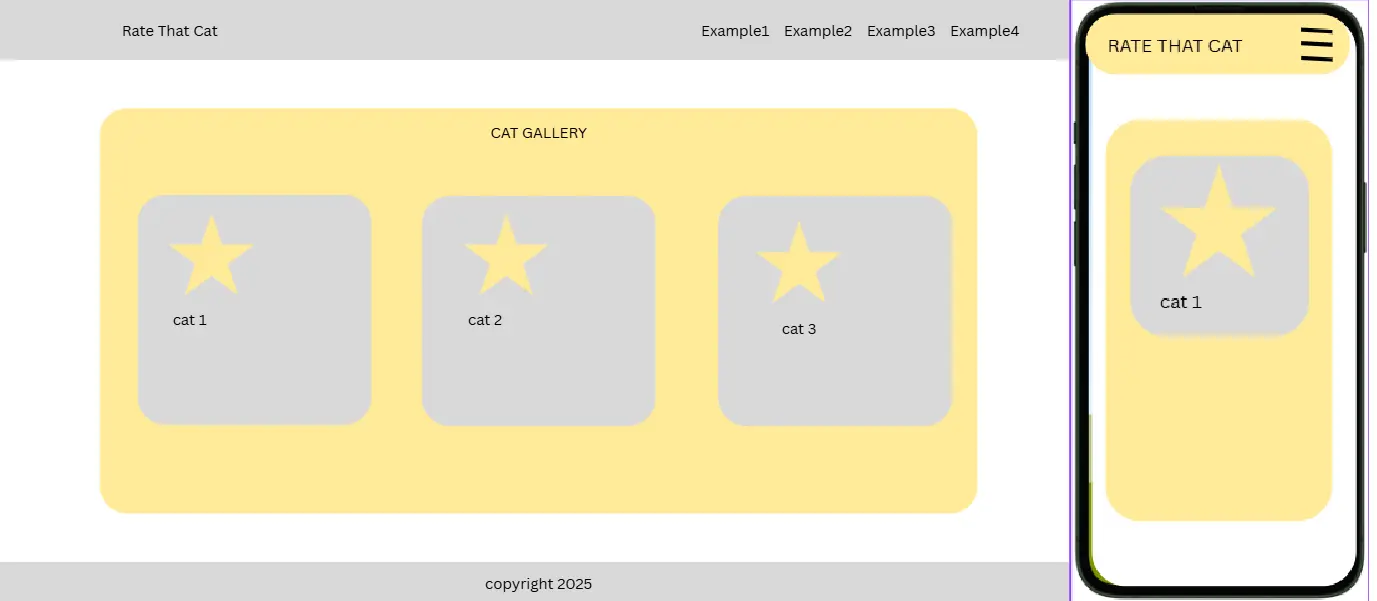 Rate That Cat
Example1 Example2 Example3 Example4
CAT GALLERY
cat 1
cat 2
cat 3
copyright 2025
RATE THAT CAT
cat 1